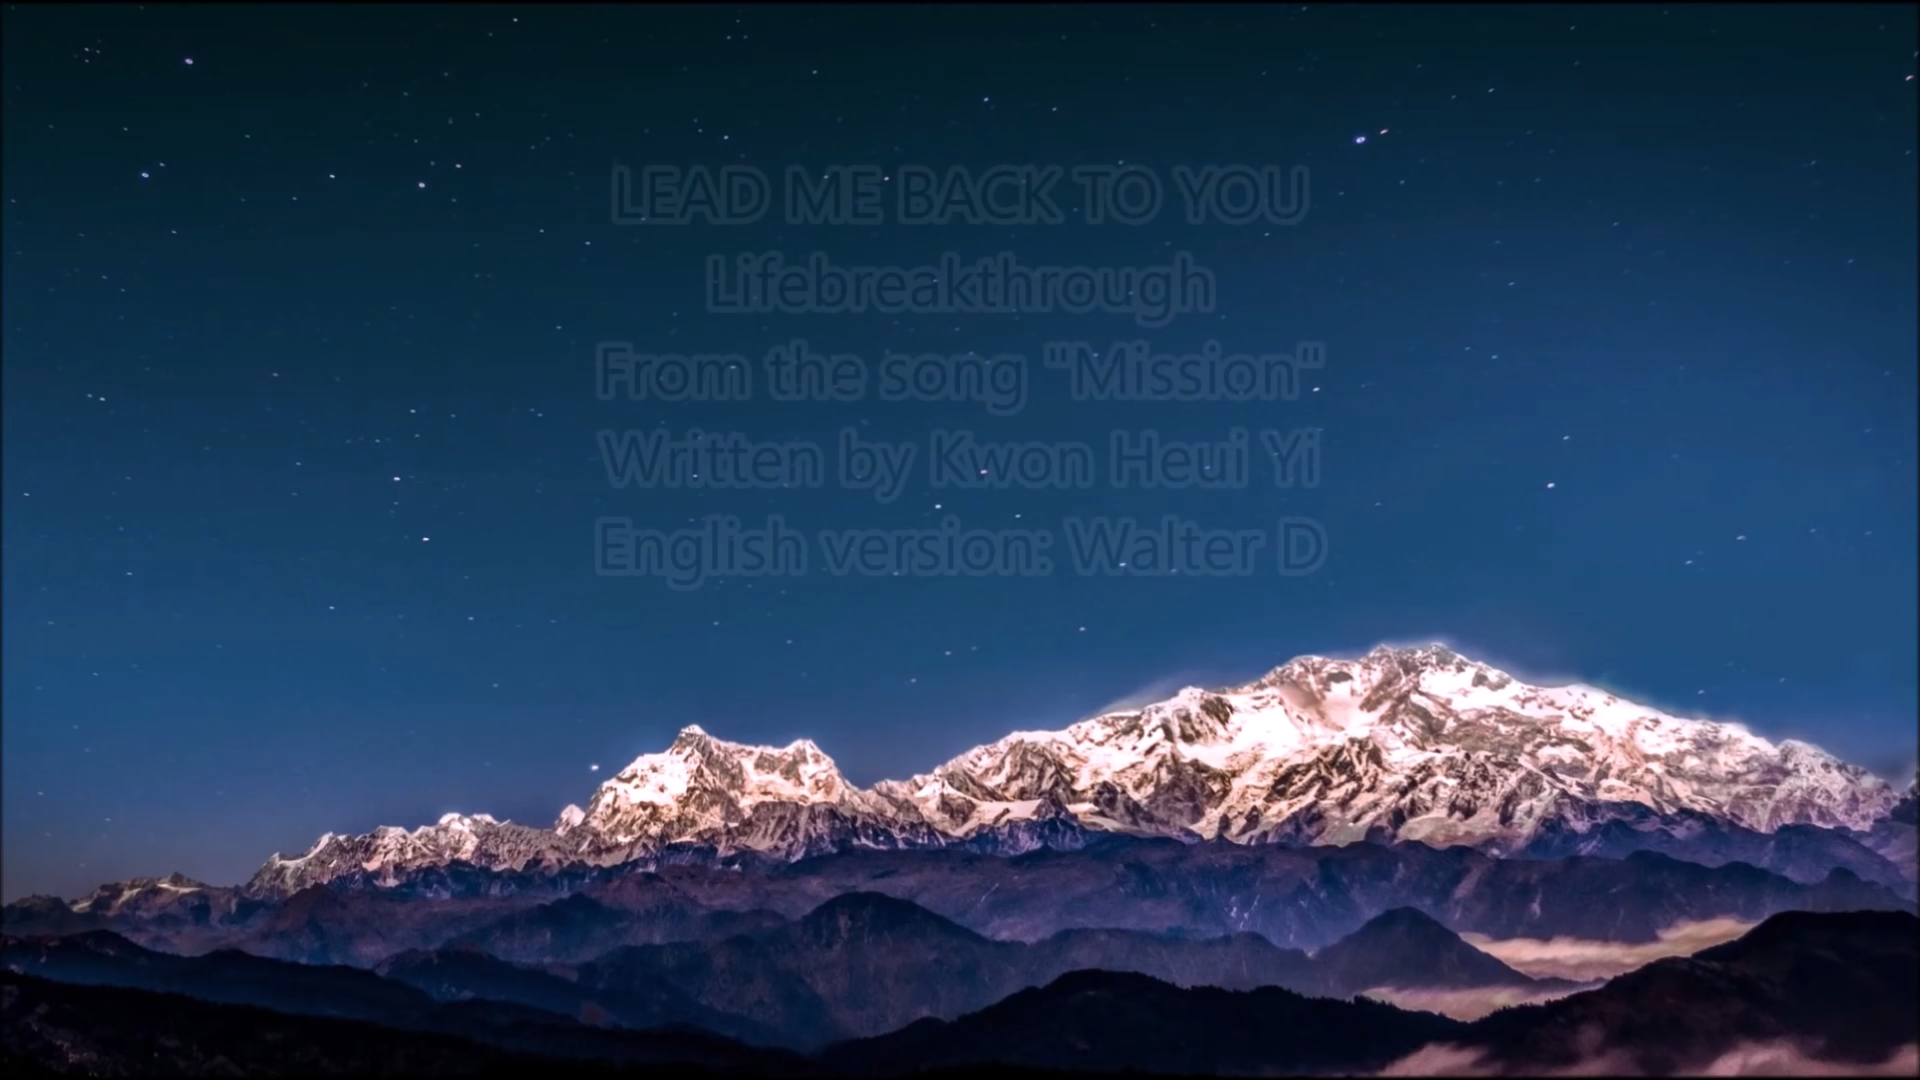 LEAD ME BACK TO YOU
Lifebreakthrough
From the song "Mission"
Written by Kwon Heui Yi
English version: Walter D